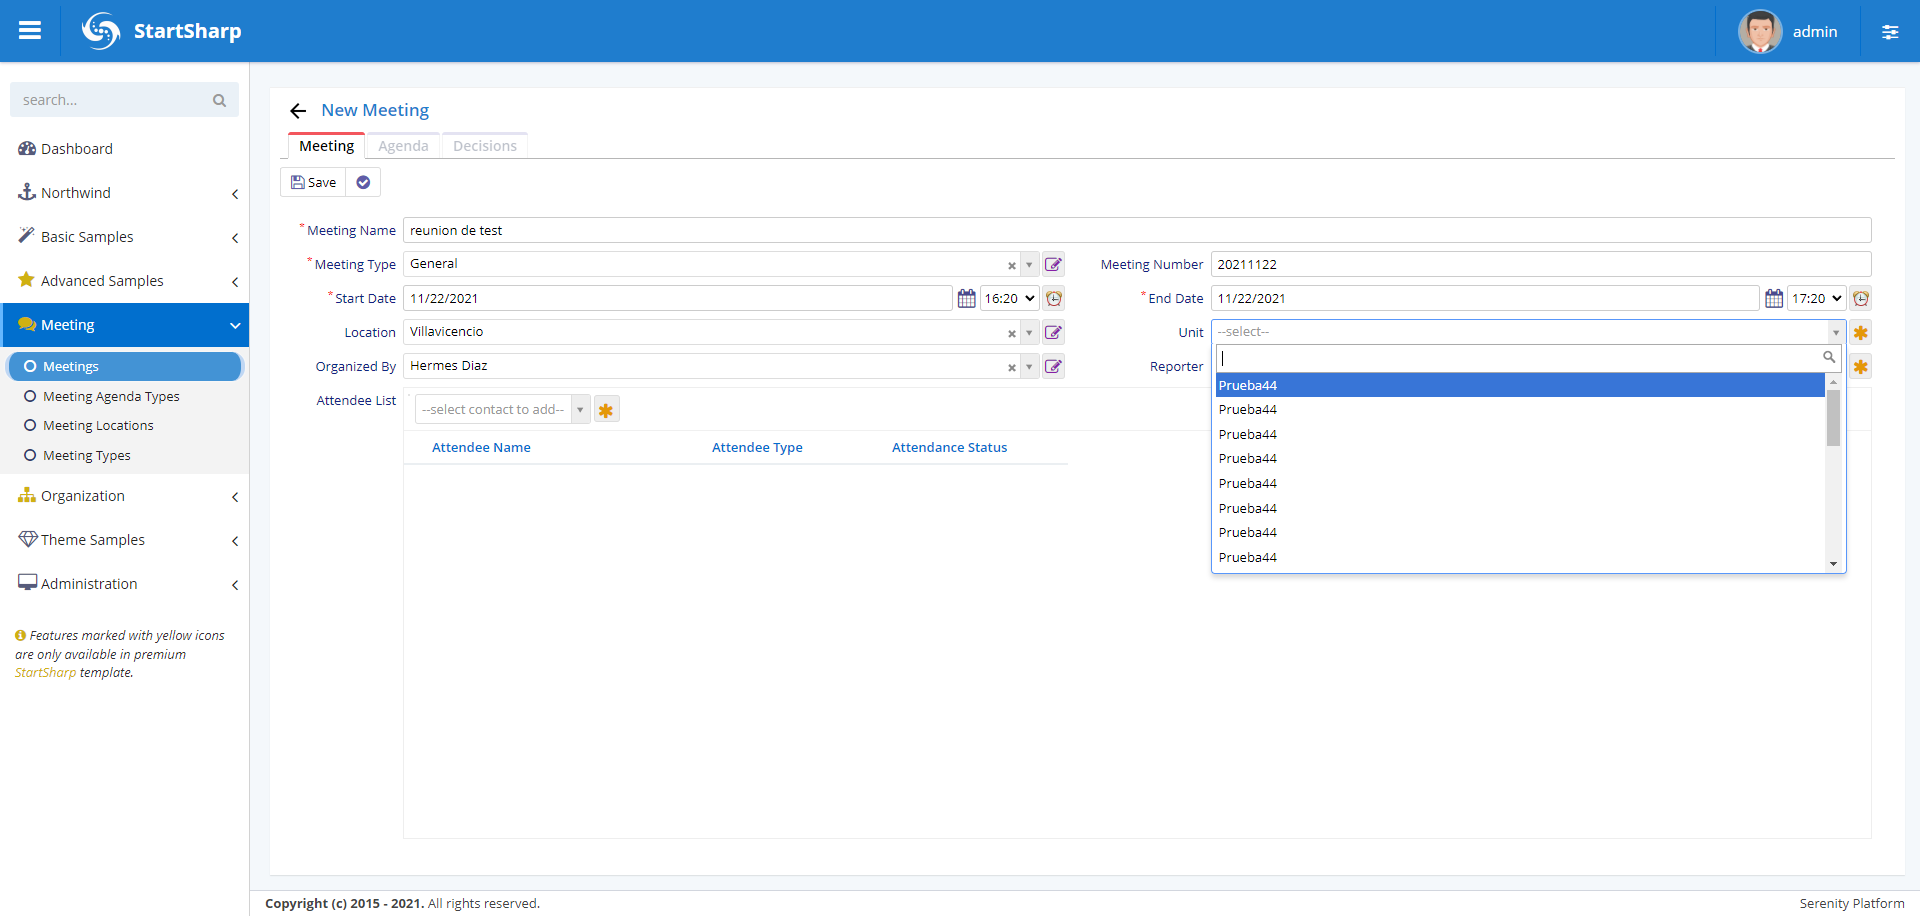 StartSharp
admin
search...
Dashboard
Northwind
Basic Samples
Advanced Samples
Meeting
Meetings
Meeting Agenda Types
Meeting Locations
Meeting Types
Organization
Theme Samples
Administration
Features marked with yellow icons
are only available in premium
StartSharp template.
New Meeting
Meeting Agenda Decisions
Save
* Meeting Name reunion de test
* Meeting Type General Meeting Number 20211122
* Start Date 11/22/2021 16:20 * End Date 11/22/2021 17:20
Location Villavicencio Unit --select--
Organized By Hermes Diaz Reporter
Attendee List --select contact to add--
Attendee Name Attendee Type Attendance Status
Prueba44
Prueba44
Prueba44
Prueba44
Prueba44
Prueba44
Prueba44
Prueba44
Copyright (c) 2015 - 2021. All rights reserved. Serenity Platform